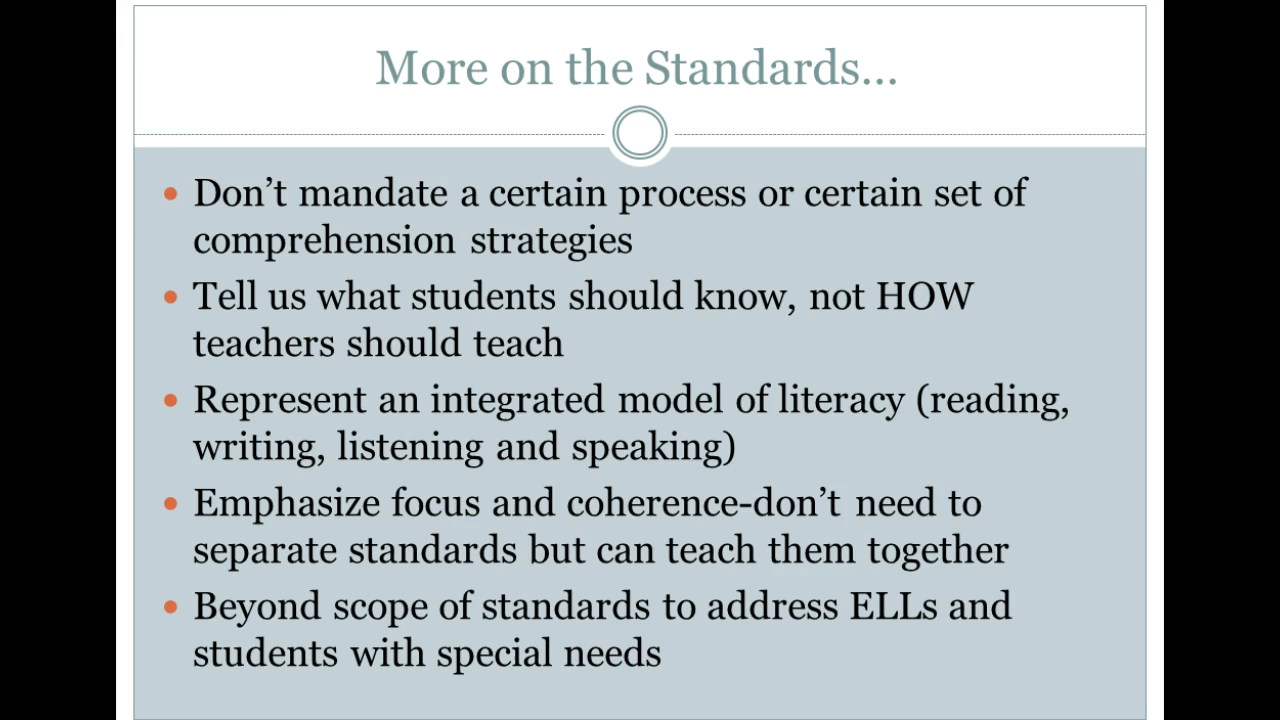 More on the Standards…
• Don’t mandate a certain process or certain set of
comprehension strategies
• Tell us what students should know, not HOW
teachers should teach
• Represent an integrated model of literacy (reading,
writing, listening and speaking)
• Emphasize focus and coherence-don’t need to
separate standards but can teach them together
• Beyond scope of standards to address ELLs and
students with special needs